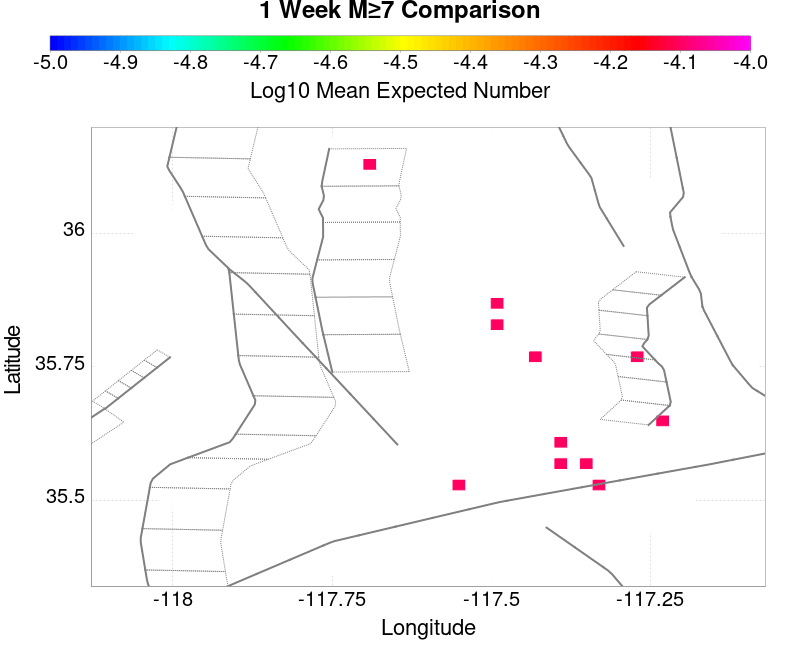 1 Week M≥7 Comparison
-5.0 -4.9 -4.8 -4.7 -4.6 -4.5 -4.4 -4.3 -4.2 -4.1 -4.0
Log10 Mean Expected Number
36
35.75
35.5
Latitude
-118 -117.75 -117.5 -117.25
Longitude